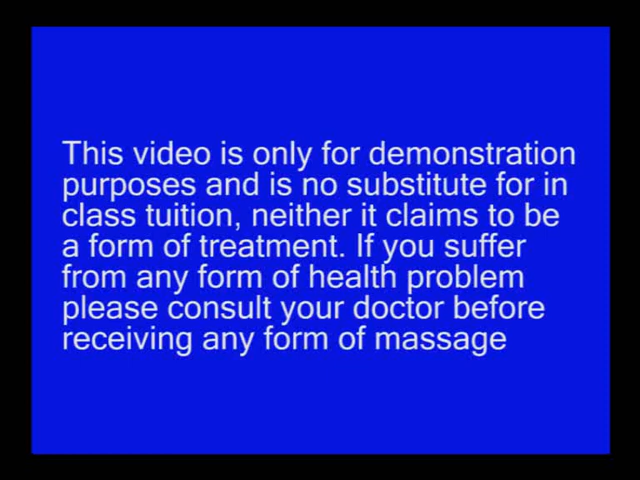 This video is only for demonstration
purposes and is no substitute for in
class tuition, neither it claims to be
a form of treatment. If you suffer
from any form of health problem
please consult your doctor before
receiving any form of massage